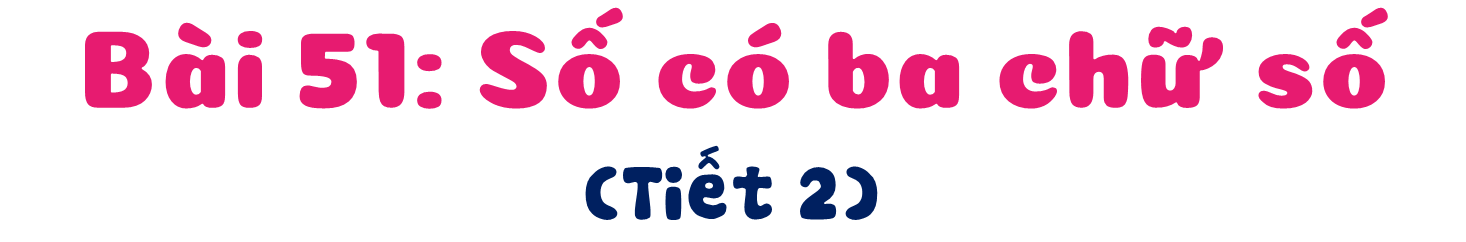 Bài 51: Số có ba chữ số
(Tiết 2)